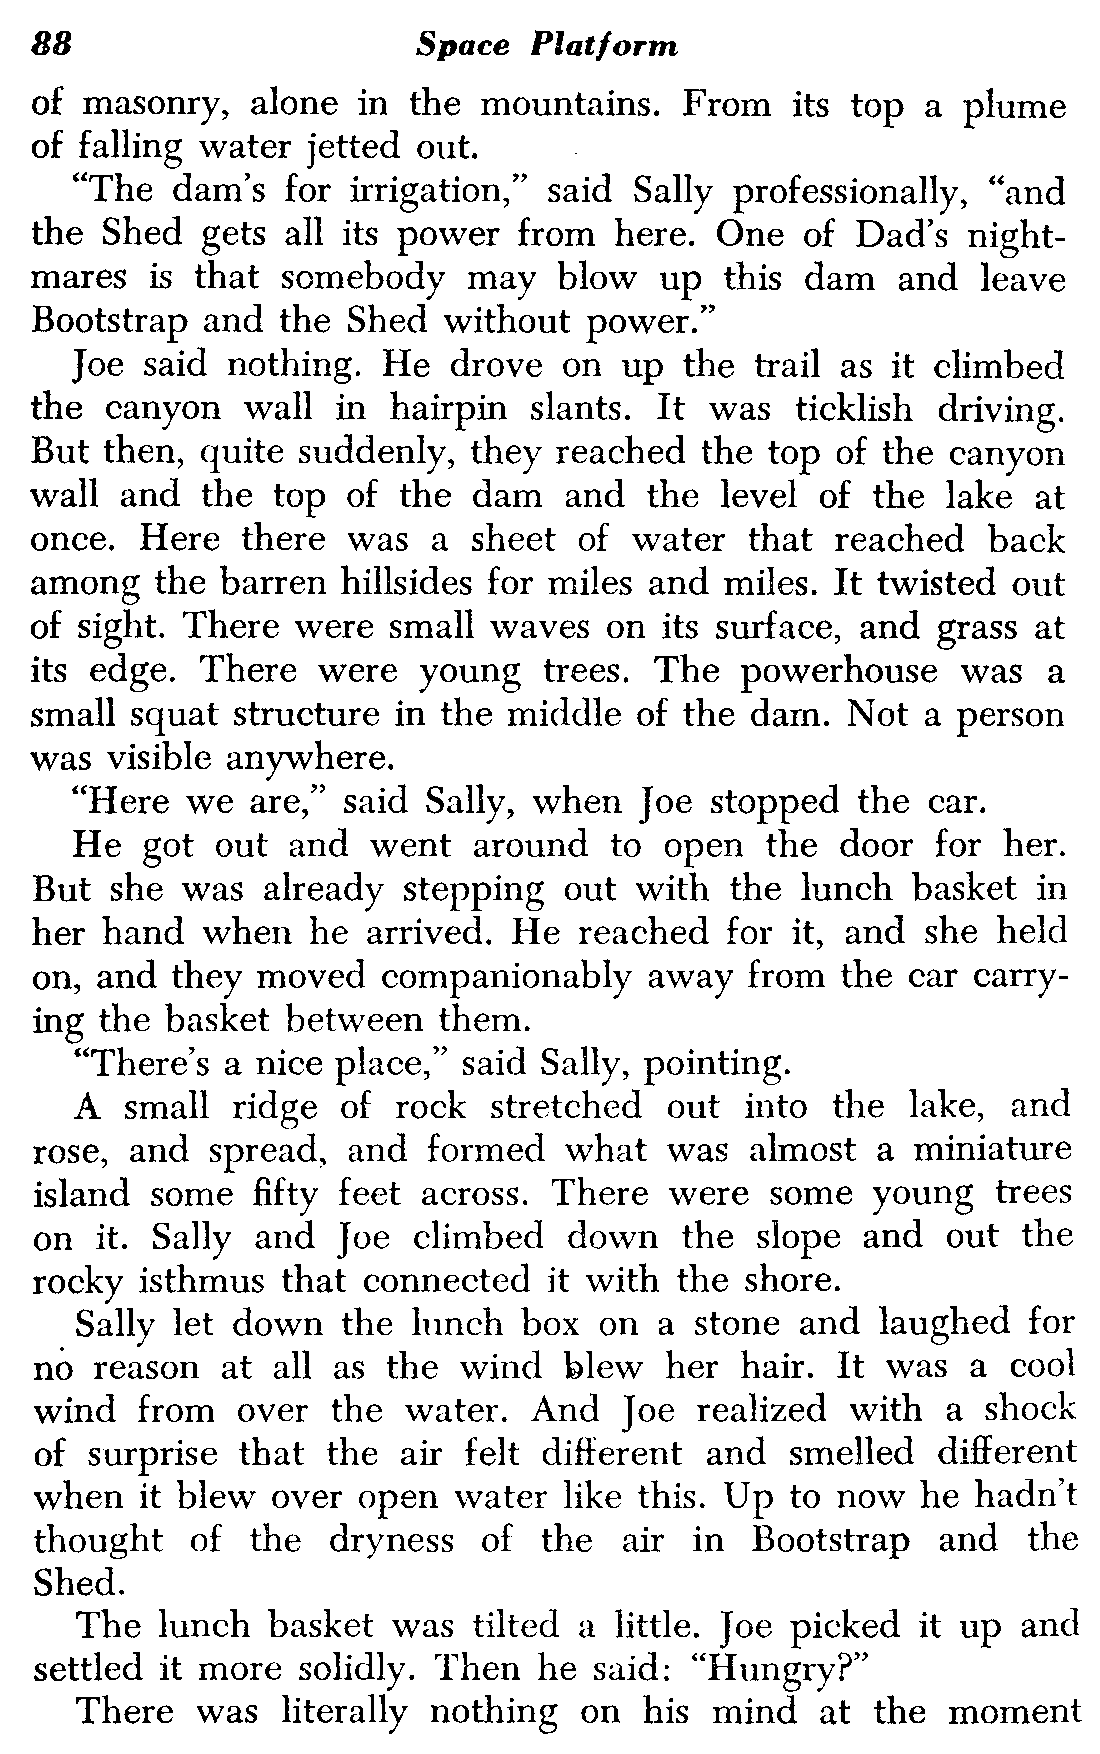 88 Space Platform
of masonry, alone in the mountains. From its top a plume
of falling water jetted out.
“The dam’s for irrigation,” said Sally professionally, “and
the Shed gets all its power from here. One of Dad’s night-
mares is that somebody may blow up this dam and leave
Bootstrap and the Shed without power.”
Joe said nothing. He drove on up the trail as it climbed
the canyon wall in hairpin slants. It was ticklish driving.
But then, quite suddenly, they reached the top of the canyon
wall and the top of the dam and the level of the lake at
once. Here there was a sheet of water that reached back
among the barren hillsides for miles and miles. It twisted out
of sight. There were small waves on its surface, and grass at
its edge. There were young trees. The powerhouse was a
small squat structure in the middle of the dam. Not a person
was visible anywhere.
“Here we are,” said Sally, when Joe stopped the car.
He got out and went around to open the door for her.
But she was already stepping out with the lunch basket in
her hand when he arrived. He reached for it, and she held
on, and they moved companionably away from the car carry-
ing the basket between them.
“There’s a nice place,” said Sally, pointing.
A small ridge of rock stretched out into the lake, and
rose, and spread, and formed what was almost a miniature
island some fifty feet across. There were some young trees
on it. Sally and Joe climbed down the slope and out the
rocky isthmus that connected it with the shore.
Sally let down the lunch box on a stone and laughed for
no reason at all as the wind blew her hair. It was a cool
wind from over the water. And Joe realized with a shock
of surprise that the air felt different and smelled different
when it blew over open water like this. Up to now he hadn’t
thought of the dryness of the air in Bootstrap and the
Shed.
The lunch basket was tilted a little. Joe picked it up and
settled it more solidly. Then he said: “Hungry?”
There was literally nothing on his mind at the moment